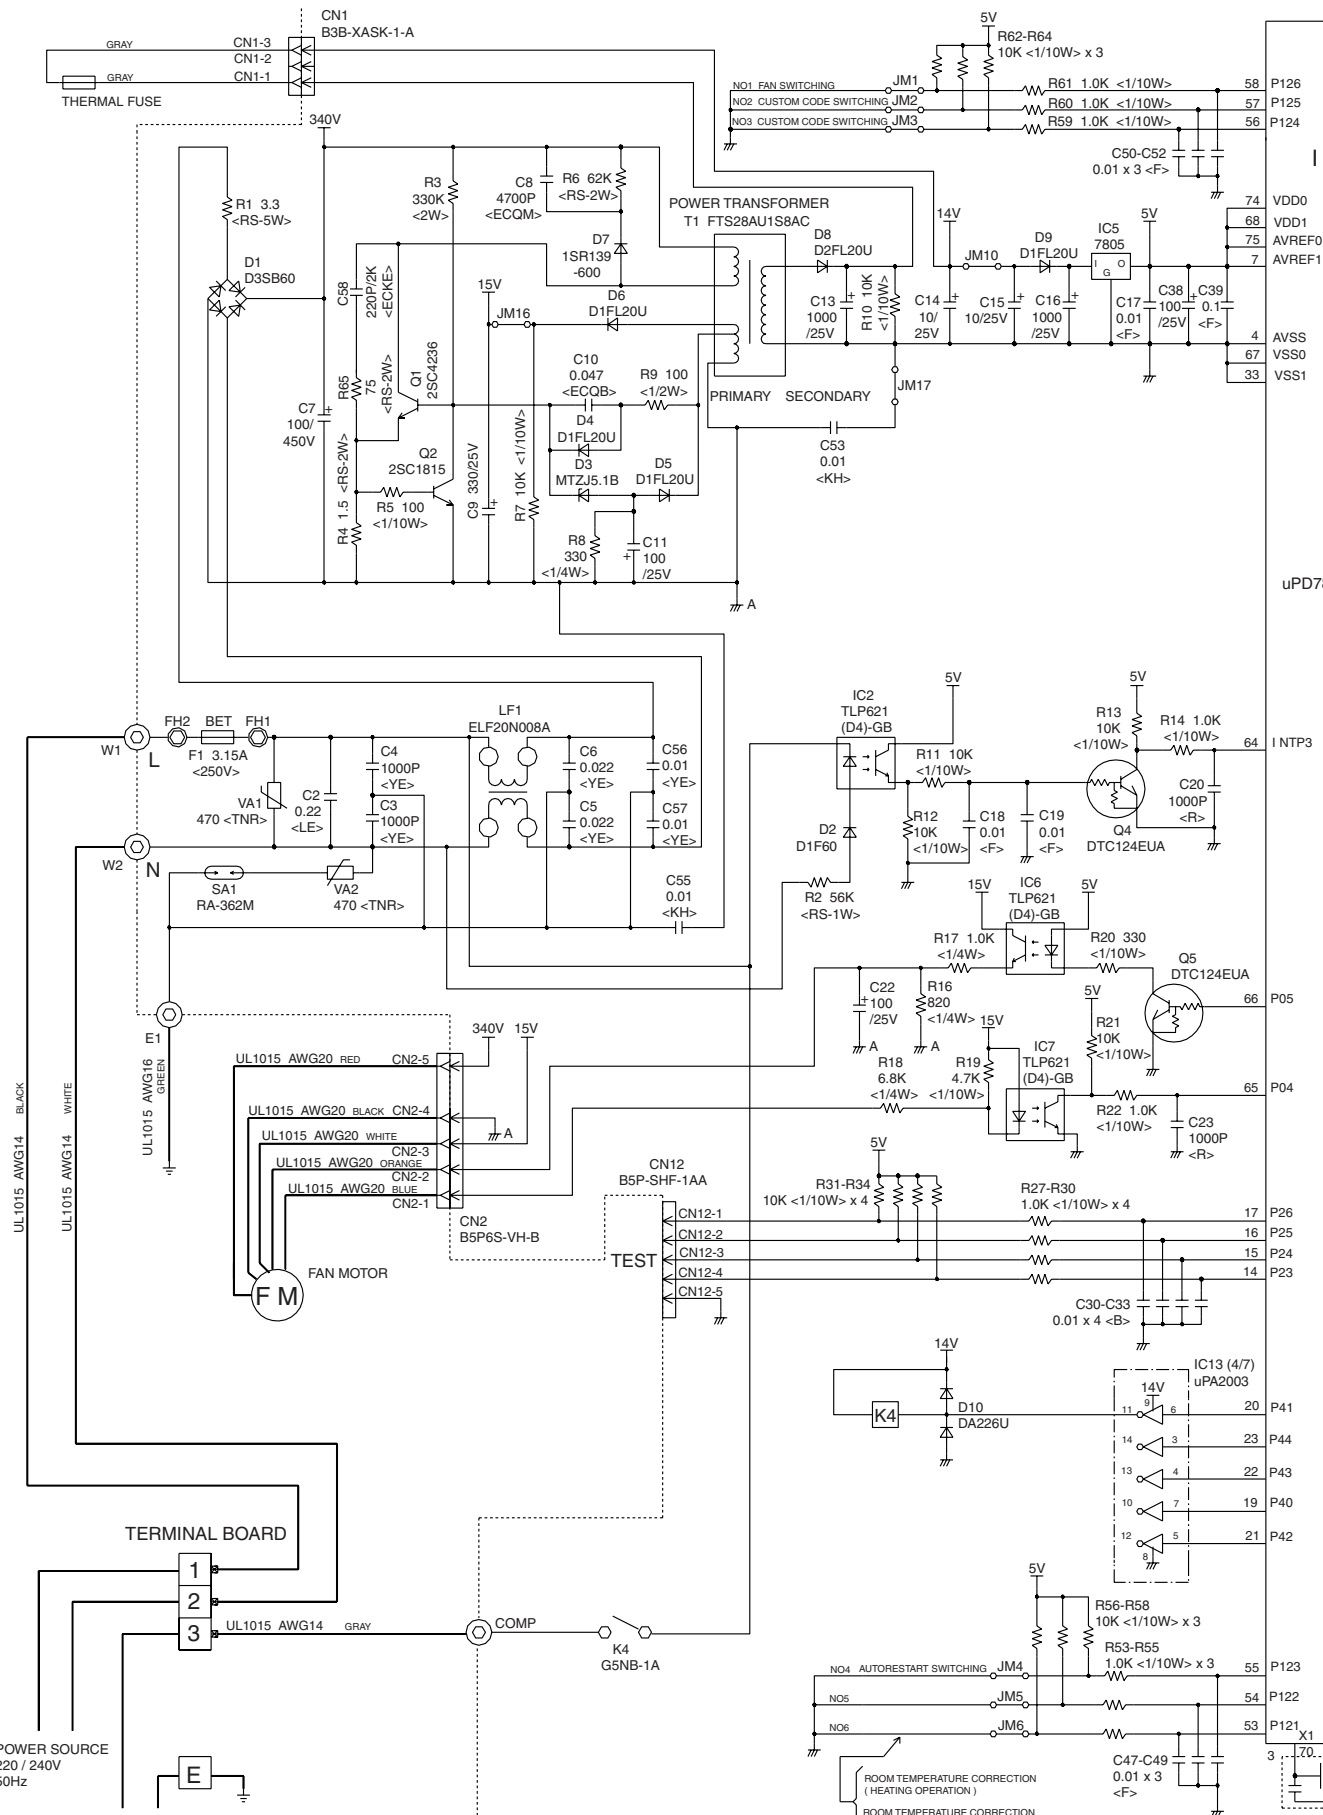 CN1
B3B-XASK-1-A
GRAY
CN1-3
CN1-2
GRAY
CN1-1
THERMAL FUSE
340V
5V
R62-R64
10K <1/10W> x 3
NO1 FAN SWITCHING
JM1
R61 1.0K <1/10W>
58 P126
NO2 CUSTOM CODE SWITCHING
JM2
R60 1.0K <1/10W>
57 P125
NO3 CUSTOM CODE SWITCHING
JM3
R59 1.0K <1/10W>
56 P124
C50-C52
0.01 x 3 <F>
I
R1 3.3
<RS-5W>
D1
D3SB60
R3
330K
<2W>
C8
4700P
<ECQM>
R6 62K
<RS-2W>
D7
1SR139
-600
POWER TRANSFORMER
T1 FTS28AU1S8AC
C58
220P/2K
<ECKE>
15V
JM16
D6
D1FL20U
D8
D2FL20U
14V
JM10
D9
D1FL20U
IC5
7805
I
O
G
5V
74 VDD0
68 VDD1
75 AVREF0
7 AVREF1
C13
1000
/25V
R10 10K
<1/10W>
C14
10/
25V
C15
10/25V
C16
1000
/25V
C17
0.01
<F>
C38
100
/25V
C39
0.1
<F>
4 AVSS
67 VSS0
33 VSS1
R65
75
<RS-2W>
Q1
2SC4236
C10
0.047
<ECQB>
R9 100
<1/2W>
PRIMARY SECONDARY
JM17
C7
100/
450V
D4
D1FL20U
D3
MTZJ5.1B
D5
D1FL20U
C53
0.01
<KH>
Q2
2SC1815
R4 1.5 <RS-2W>
R5 100
<1/10W>
C9 330/25V
R7 10K <1/10W>
R8
330
<1/4W>
C11
100
/25V
A
uPD78
W1
L
FH2
BET
FH1
F1 3.15A
<250V>
VA1
470 <TNR>
C2
0.22
<LE>
C4
1000P
<YE>
C3
1000P
<YE>
LF1
ELF20N008A
C6
0.022
<YE>
C5
0.022
<YE>
C56
0.01
<YE>
C57
0.01
<YE>
W2
N
SA1
RA-362M
VA2
470 <TNR>
C55
0.01
<KH>
IC2
TLP621
(D4)-GB
5V
R11 10K
<1/10W>
R12
10K
<1/10W>
C18
0.01
<F>
C19
0.01
<F>
D2
D1F60
R2 56K
<RS-1W>
5V
R13
10K
<1/10W>
R14 1.0K
<1/10W>
64 I NTP3
C20
1000P
<R>
Q4
DTC124EUA
15V
IC6
TLP621
(D4)-GB
5V
R17 1.0K
<1/4W>
R20 330
<1/10W>
Q5
DTC124EUA
66 P05
C22
100
/25V
A
R16
820
<1/4W>
A
15V
R18
6.8K
<1/4W>
R19
4.7K
<1/10W>
IC7
TLP621
(D4)-GB
5V
R21
10K
<1/10W>
65 P04
R22 1.0K
<1/10W>
C23
1000P
<R>
E1
UL1015 AWG14 BLACK
UL1015 AWG14 WHITE
UL1015 AWG16
GREEN
340V
15V
UL1015 AWG20 RED
CN2-5
UL1015 AWG20 BLACK
CN2-4
A
UL1015 AWG20 WHITE
CN2-3
UL1015 AWG20 ORANGE
CN2-2
UL1015 AWG20 BLUE
CN2-1
CN2
B5P6S-VH-B
FAN MOTOR
F M
CN12
B5P-SHF-1AA
TEST
CN12-1
CN12-2
CN12-3
CN12-4
CN12-5
5V
R31-R34
10K <1/10W> x 4
R27-R30
1.0K <1/10W> x 4
17 P26
16 P25
15 P24
14 P23
C30-C33
0.01 x 4 <B>
14V
K4
D10
DA226U
IC13 (4/7)
uPA2003
14V
9
11
6
20 P41
14
3
23 P44
13
4
22 P43
10
7
19 P40
12
5
8
21 P42
TERMINAL BOARD
1
2
3
UL1015 AWG14 GRAY
COMP
K4
G5NB-1A
5V
R56-R58
10K <1/10W> x 3
R53-R55
1.0K <1/10W> x 3
NO4 AUTORESTART SWITCHING
JM4
55 P123
NO5
JM5
54 P122
NO6
JM6
53 P121
C47-C49
0.01 x 3
<F>
X1
3
70
POWER SOURCE
220 / 240V
50Hz
E
ROOM TEMPERATURE CORRECTION
( HEATING OPERATION )
ROOM TEMPERATURE CORRECTION